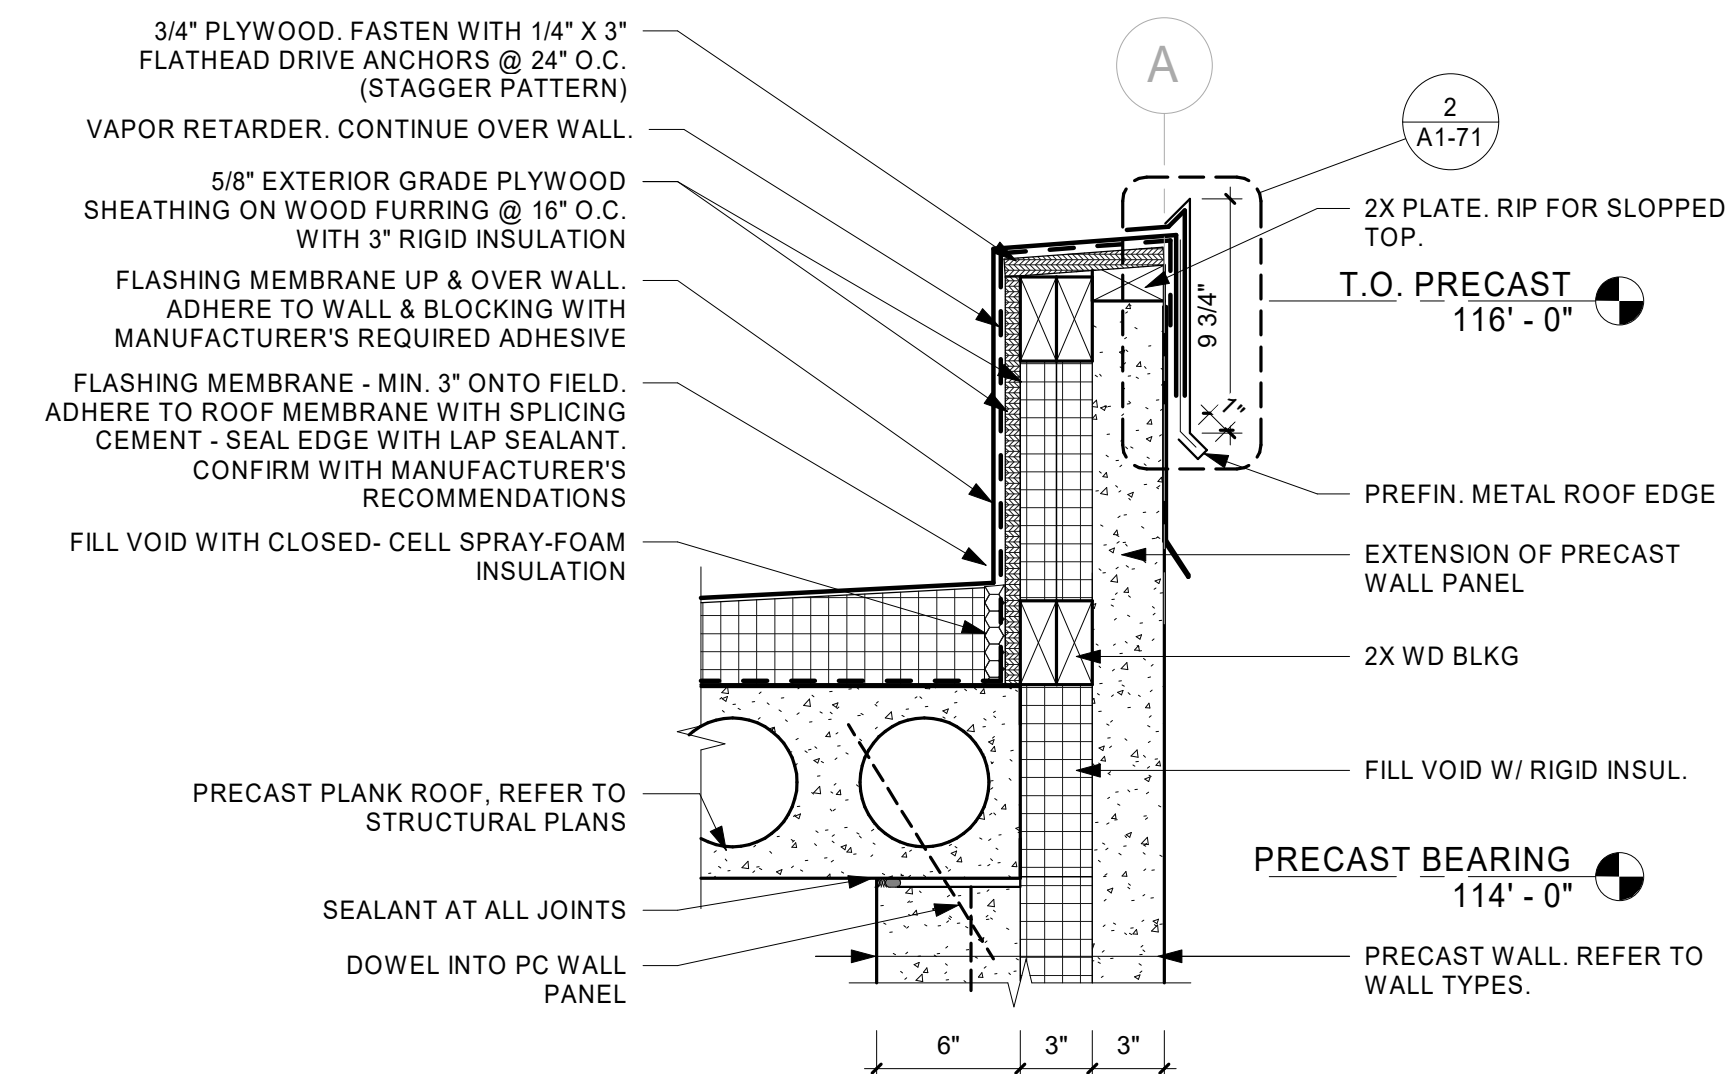 3/4" PLYWOOD. FASTEN WITH 1/4" X 3"
FLATHEAD DRIVE ANCHORS @ 24" O.C.
(STAGGER PATTERN)
VAPOR RETARDER. CONTINUE OVER WALL.
5/8" EXTERIOR GRADE PLYWOOD
SHEATHING ON WOOD FURRING @ 16" O.C.
WITH 3" RIGID INSULATION
FLASHING MEMBRANE UP & OVER WALL.
ADHERE TO WALL & BLOCKING WITH
MANUFACTURER'S REQUIRED ADHESIVE
FLASHING MEMBRANE - MIN. 3" ONTO FIELD.
ADHERE TO ROOF MEMBRANE WITH SPLICING
CEMENT - SEAL EDGE WITH LAP SEALANT.
CONFIRM WITH MANUFACTURER'S
RECOMMENDATIONS
FILL VOID WITH CLOSED- CELL SPRAY-FOAM
INSULATION
PRECAST PLANK ROOF, REFER TO
STRUCTURAL PLANS
SEALANT AT ALL JOINTS
DOWEL INTO PC WALL
PANEL
A
2
A1-71
2X PLATE. RIP FOR SLOPPED
TOP.
T.O. PRECAST
116' - 0"
9 3/4"
1"
PREFIN. METAL ROOF EDGE
EXTENSION OF PRECAST
WALL PANEL
2X WD BLKG
FILL VOID W/ RIGID INSUL.
PRECAST BEARING
114' - 0"
PRECAST WALL. REFER TO
WALL TYPES.
6" 3" 3"